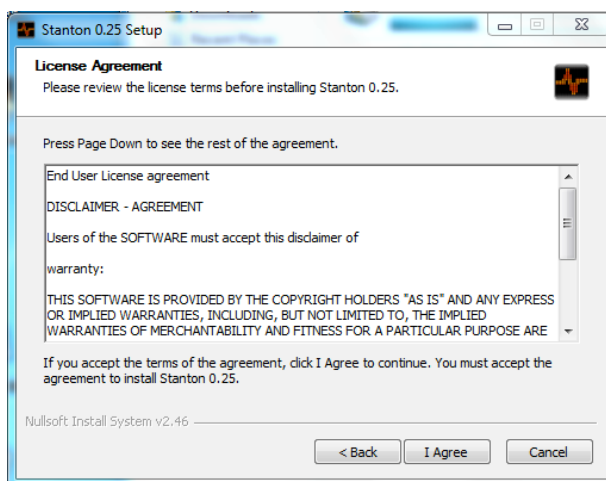 Stanton 0.25 Setup
License Agreement
Please review the license terms before installing Stanton 0.25.
Press Page Down to see the rest of the agreement.
End User License agreement
DISCLAIMER - AGREEMENT
Users of the SOFTWARE must accept this disclaimer of
warranty:
THIS SOFTWARE IS PROVIDED BY THE COPYRIGHT HOLDERS "AS IS" AND ANY EXPRESS
OR IMPLIED WARRANTIES, INCLUDING, BUT NOT LIMITED TO, THE IMPLIED
WARRANTIES OF MERCHANTABILITY AND FITNESS FOR A PARTICULAR PURPOSE ARE
If you accept the terms of the agreement, click I Agree to continue. You must accept the
agreement to install Stanton 0.25.
Nullsoft Install System v2.46
< Back
I Agree
Cancel